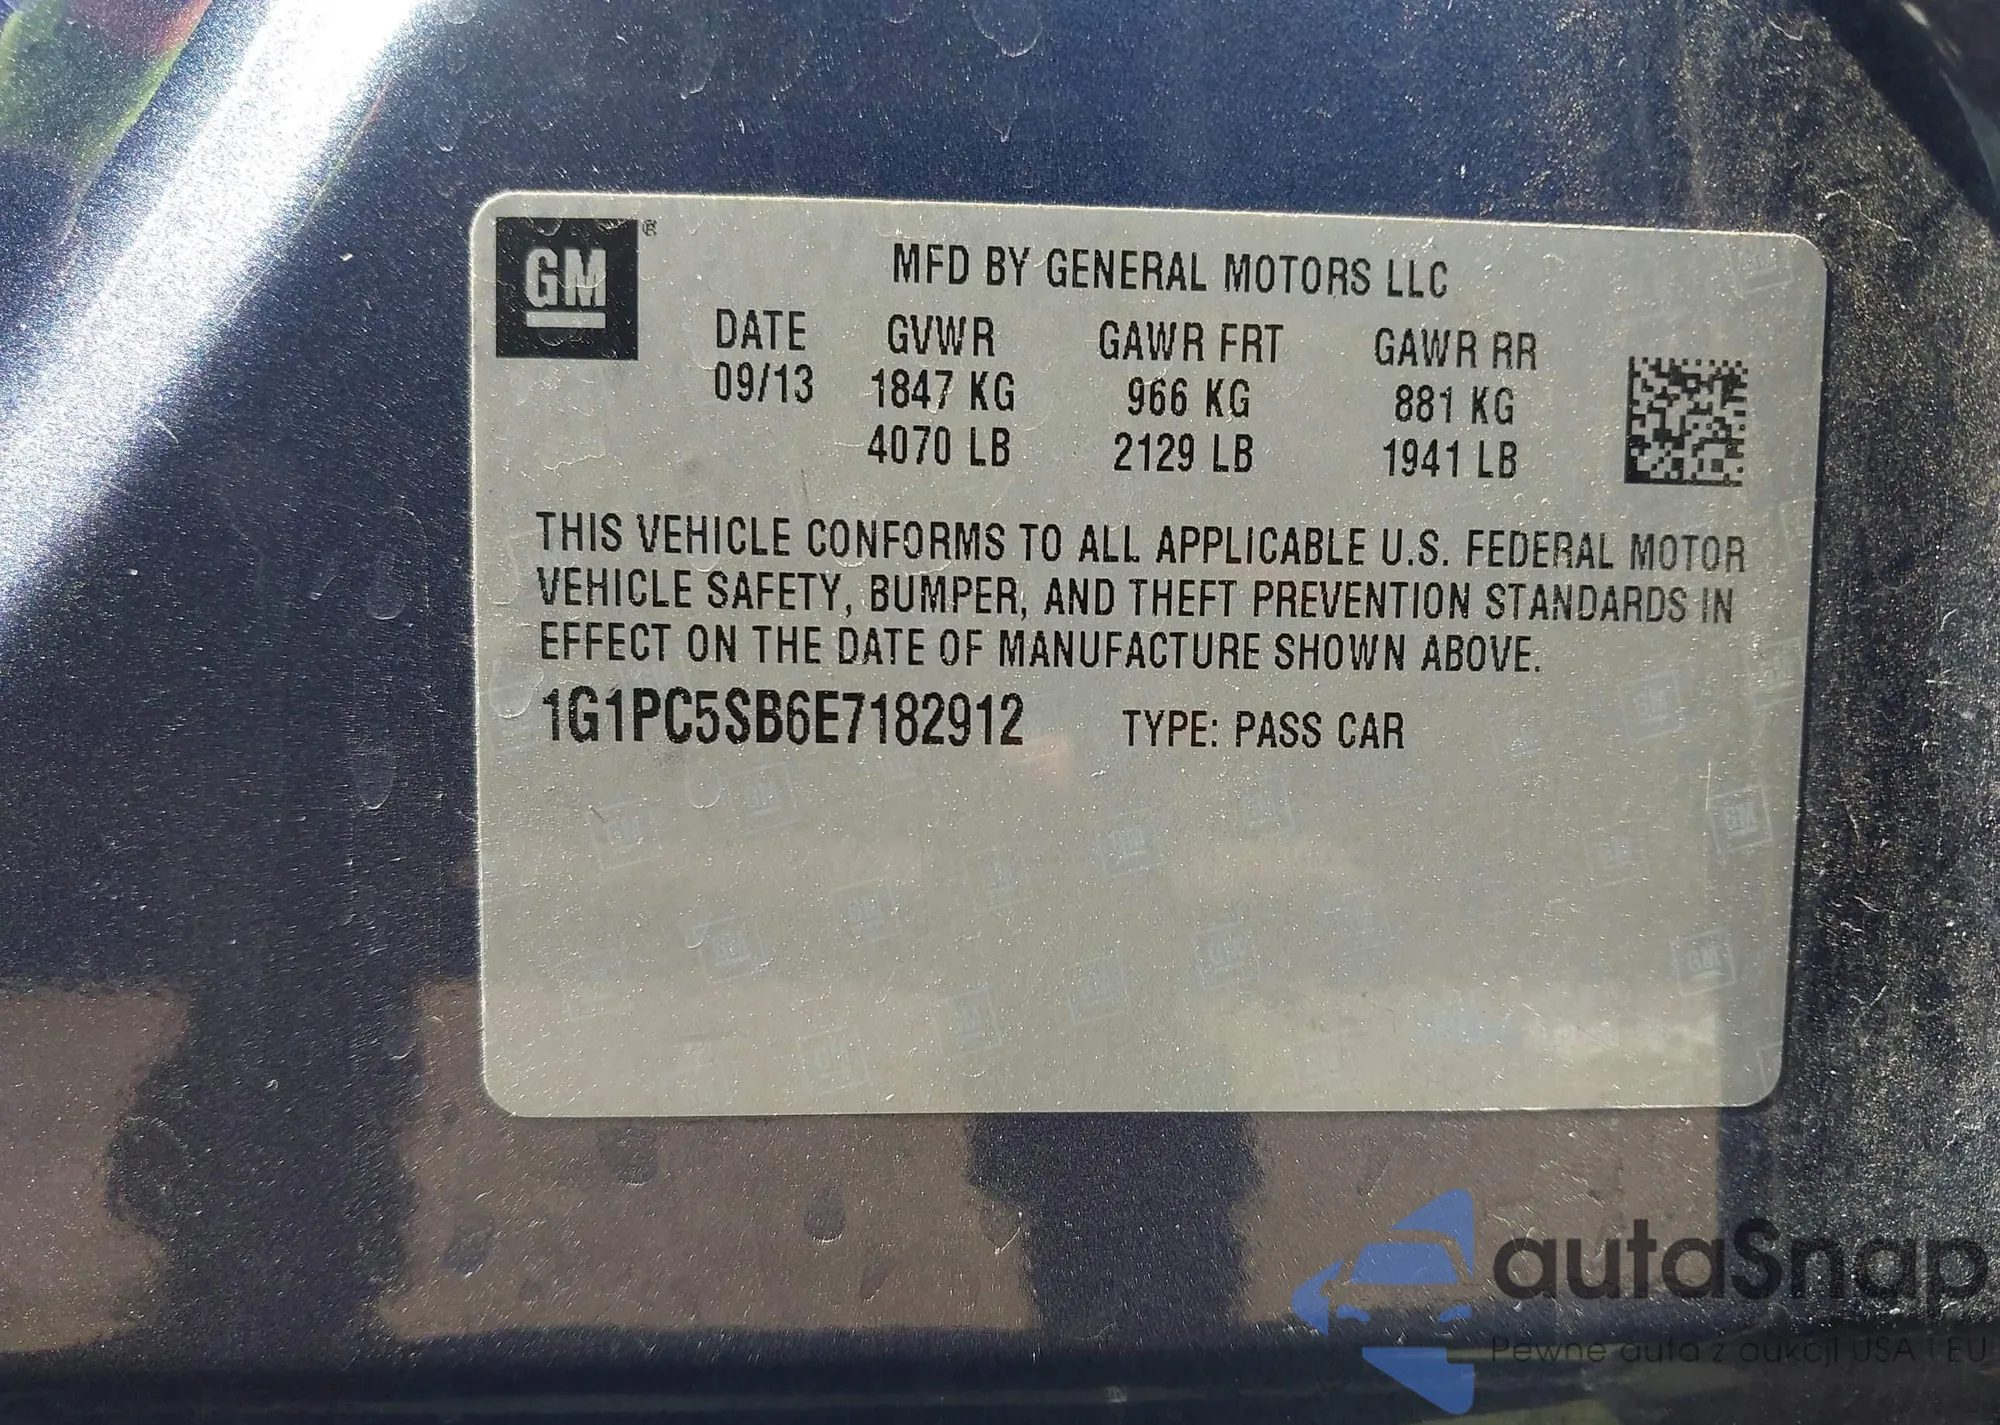 GM ®
MFD BY GENERAL MOTORS LLC
DATE GVWR GAWR FRT GAWR RR
09/13 1847 KG 966 KG 881 KG
4070 LB 2129 LB 1941 LB
THIS VEHICLE CONFORMS TO ALL APPLICABLE U.S. FEDERAL MOTOR
VEHICLE SAFETY, BUMPER, AND THEFT PREVENTION STANDARDS IN
EFFECT ON THE DATE OF MANUFACTURE SHOWN ABOVE.
1G1PC5SB6E7182912 TYPE: PASS CAR
autaSnap
Pewne auta z aukcji USA i EU